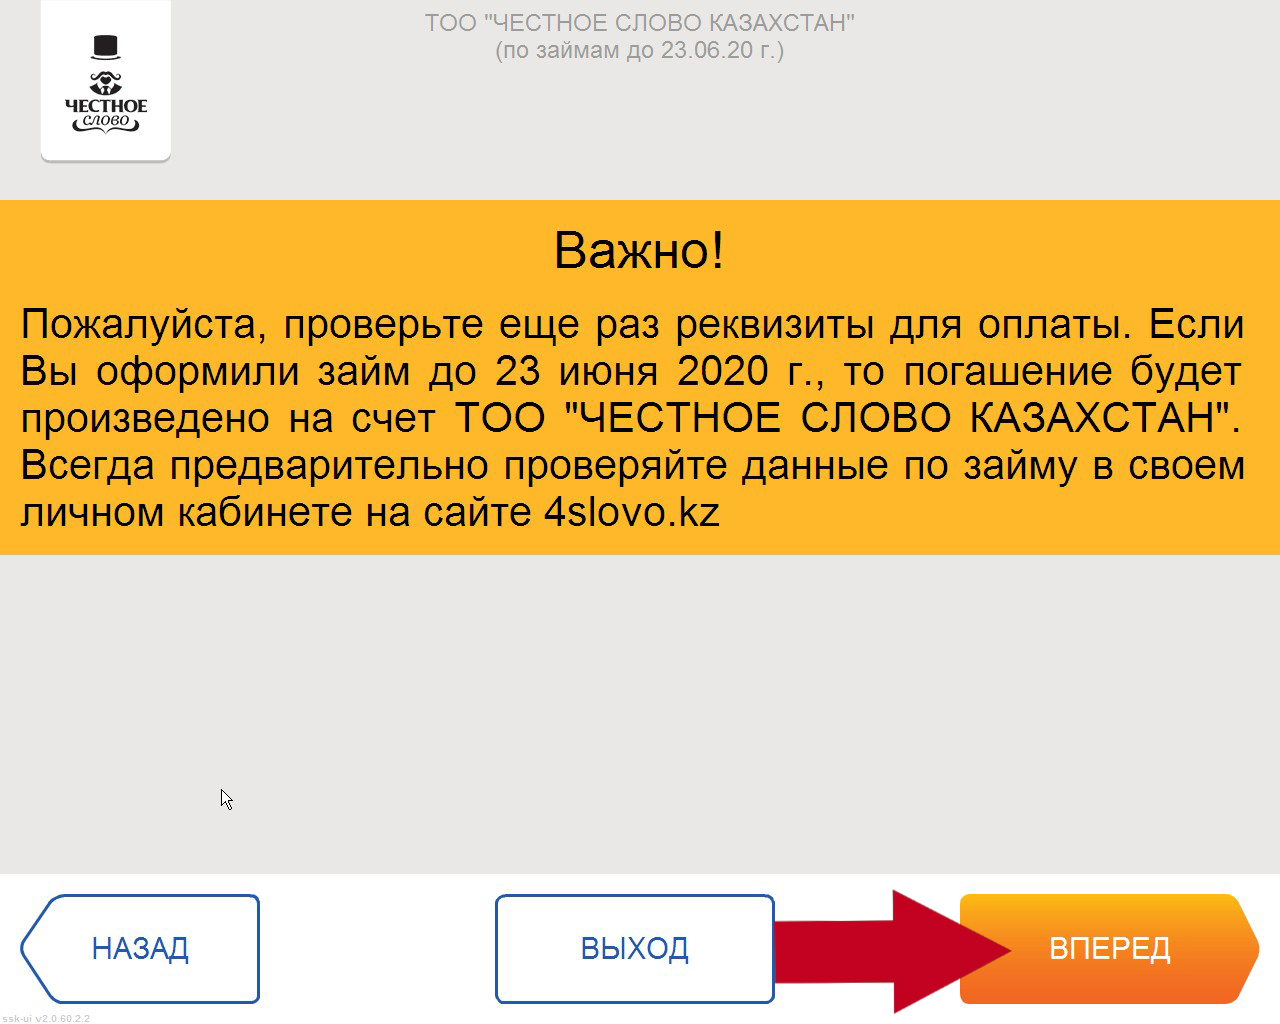 ТОО "ЧЕСТНОЕ СЛОВО КАЗАХСТАН"
(по займам до 23.06.20 г.)
ЧЕСТНОЕ
СЛОВО
Важно!
Пожалуйста, проверьте еще раз реквизиты для оплаты. Если
Вы оформили займ до 23 июня 2020 г., то погашение будет
произведено на счет ТОО "ЧЕСТНОЕ СЛОВО КАЗАХСТАН".
Всегда предварительно проверяйте данные по займу в своем
личном кабинете на сайте 4slovo.kz
НАЗАД
ВЫХОД
ВПЕРЕД
ssk-ui v2.0.60.2.2